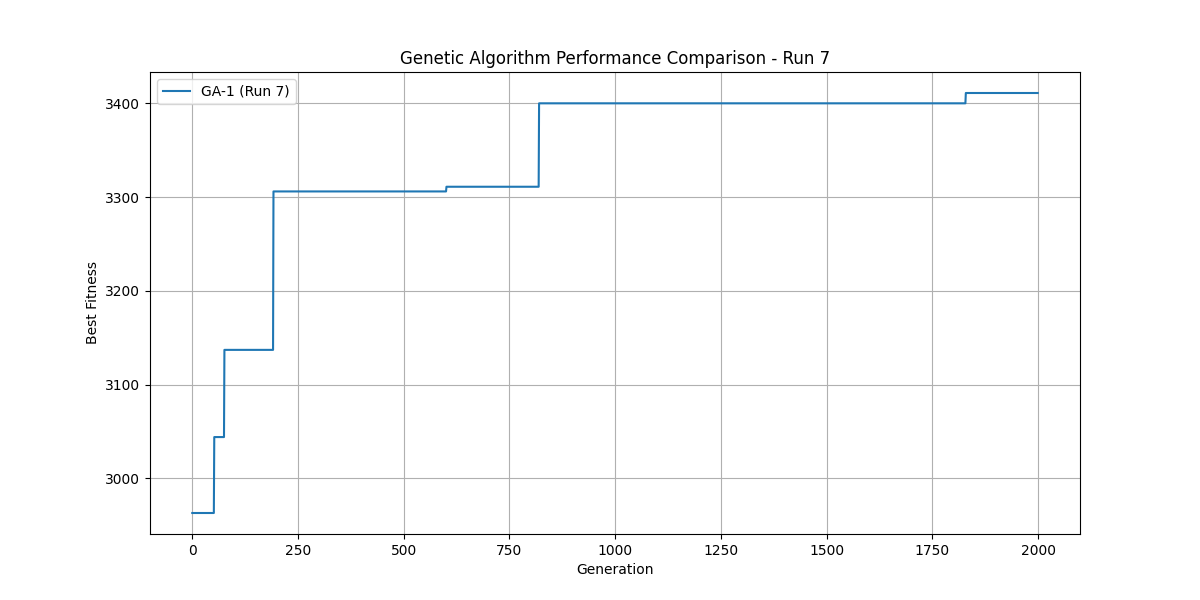 Genetic Algorithm Performance Comparison - Run 7
GA-1 (Run 7)
3400
3300
3200
3100
3000
Best Fitness
0 250 500 750 1000 1250 1500 1750 2000
Generation